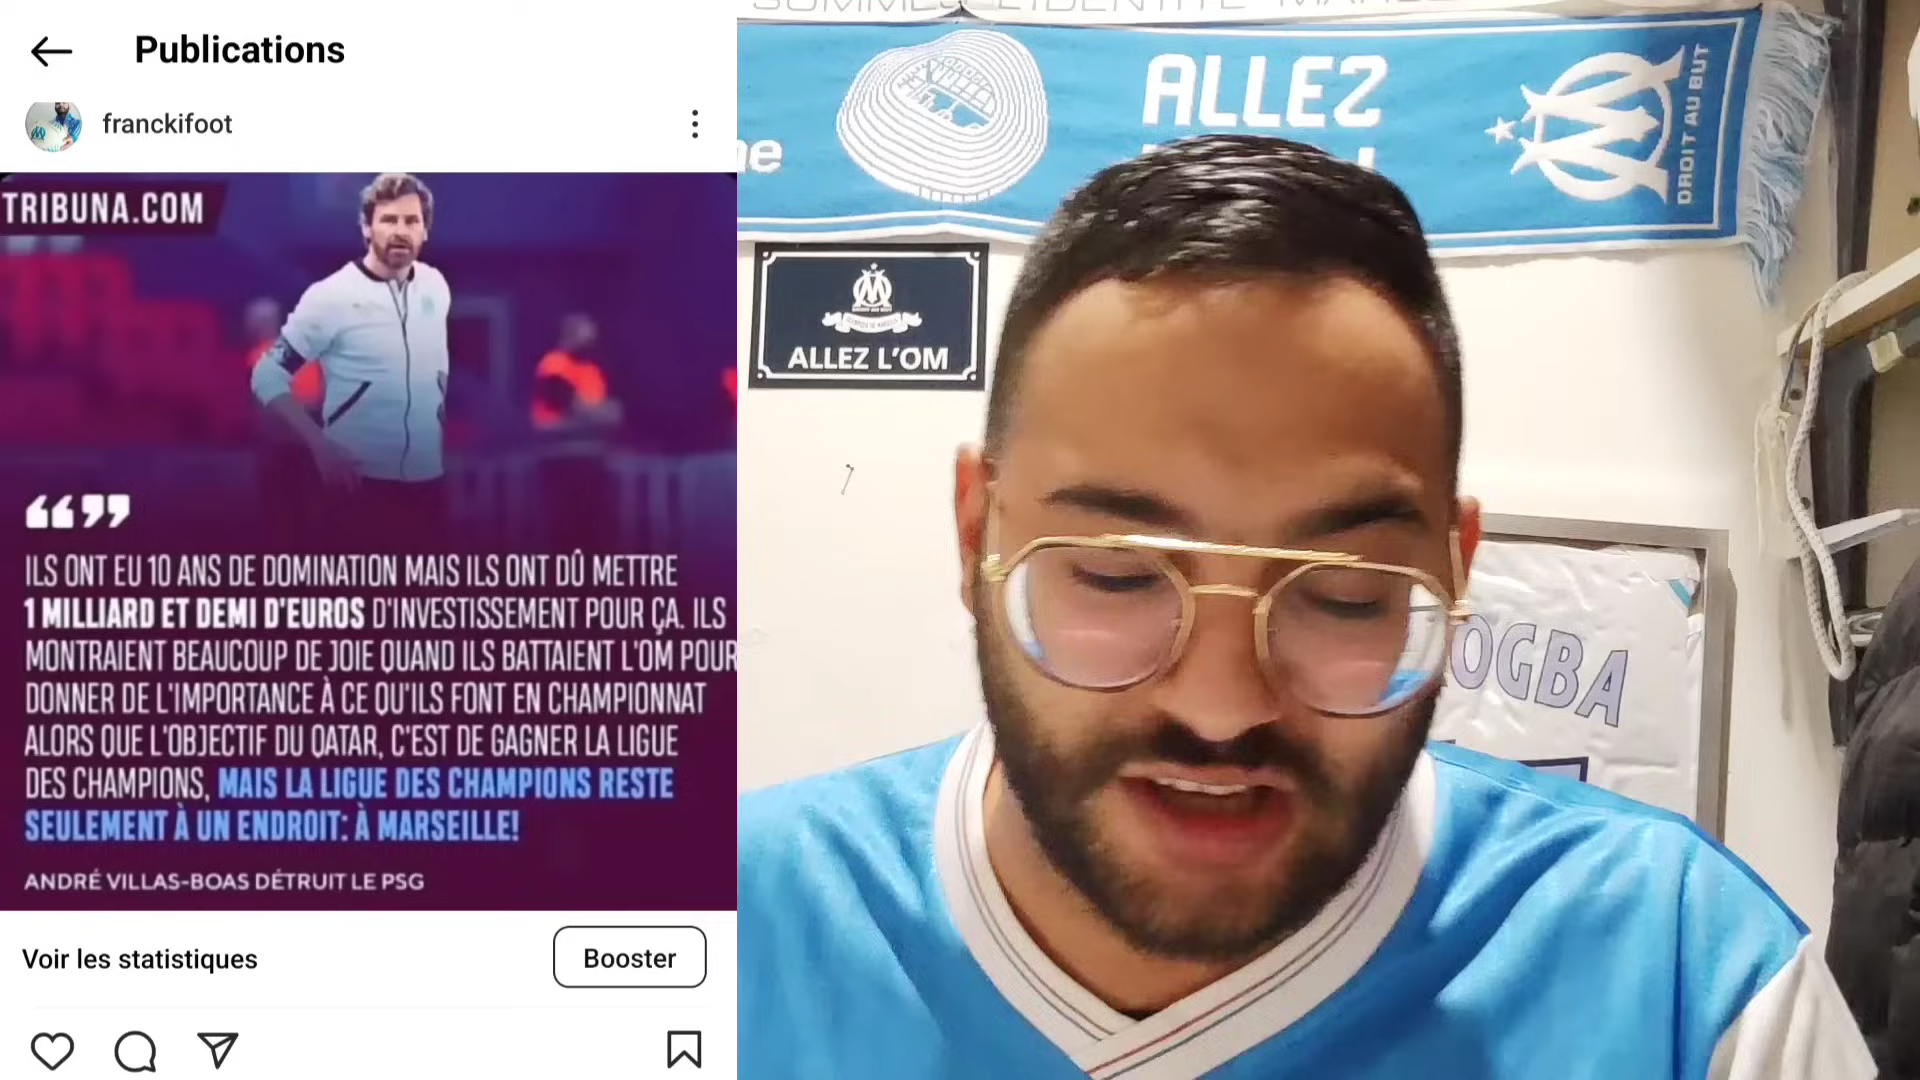 Publications
franckifoot
TRIBUNA.COM
ILS ONT EU 10 ANS DE DOMINATION MAIS ILS ONT DÛ METTRE
1 MILLIARD ET DEMI D'EUROS D'INVESTISSEMENT POUR ÇA. ILS
MONTRAIENT BEAUCOUP DE JOIE QUAND ILS BATTAIENT L'OM POUR
DONNER DE L'IMPORTANCE À CE QU'ILS FONT EN CHAMPIONNAT
ALORS QUE L'OBJECTIF DU QATAR, C'EST DE GAGNER LA LIGUE
DES CHAMPIONS, MAIS LA LIGUE DES CHAMPIONS RESTE
SEULEMENT À UN ENDROIT: À MARSEILLE!
ANDRÉ VILLAS-BOAS DÉTRUIT LE PSG
Voir les statistiques
Booster
ALLEZ
DROIT AU BUT
ALLEZ L'OM
OGBA